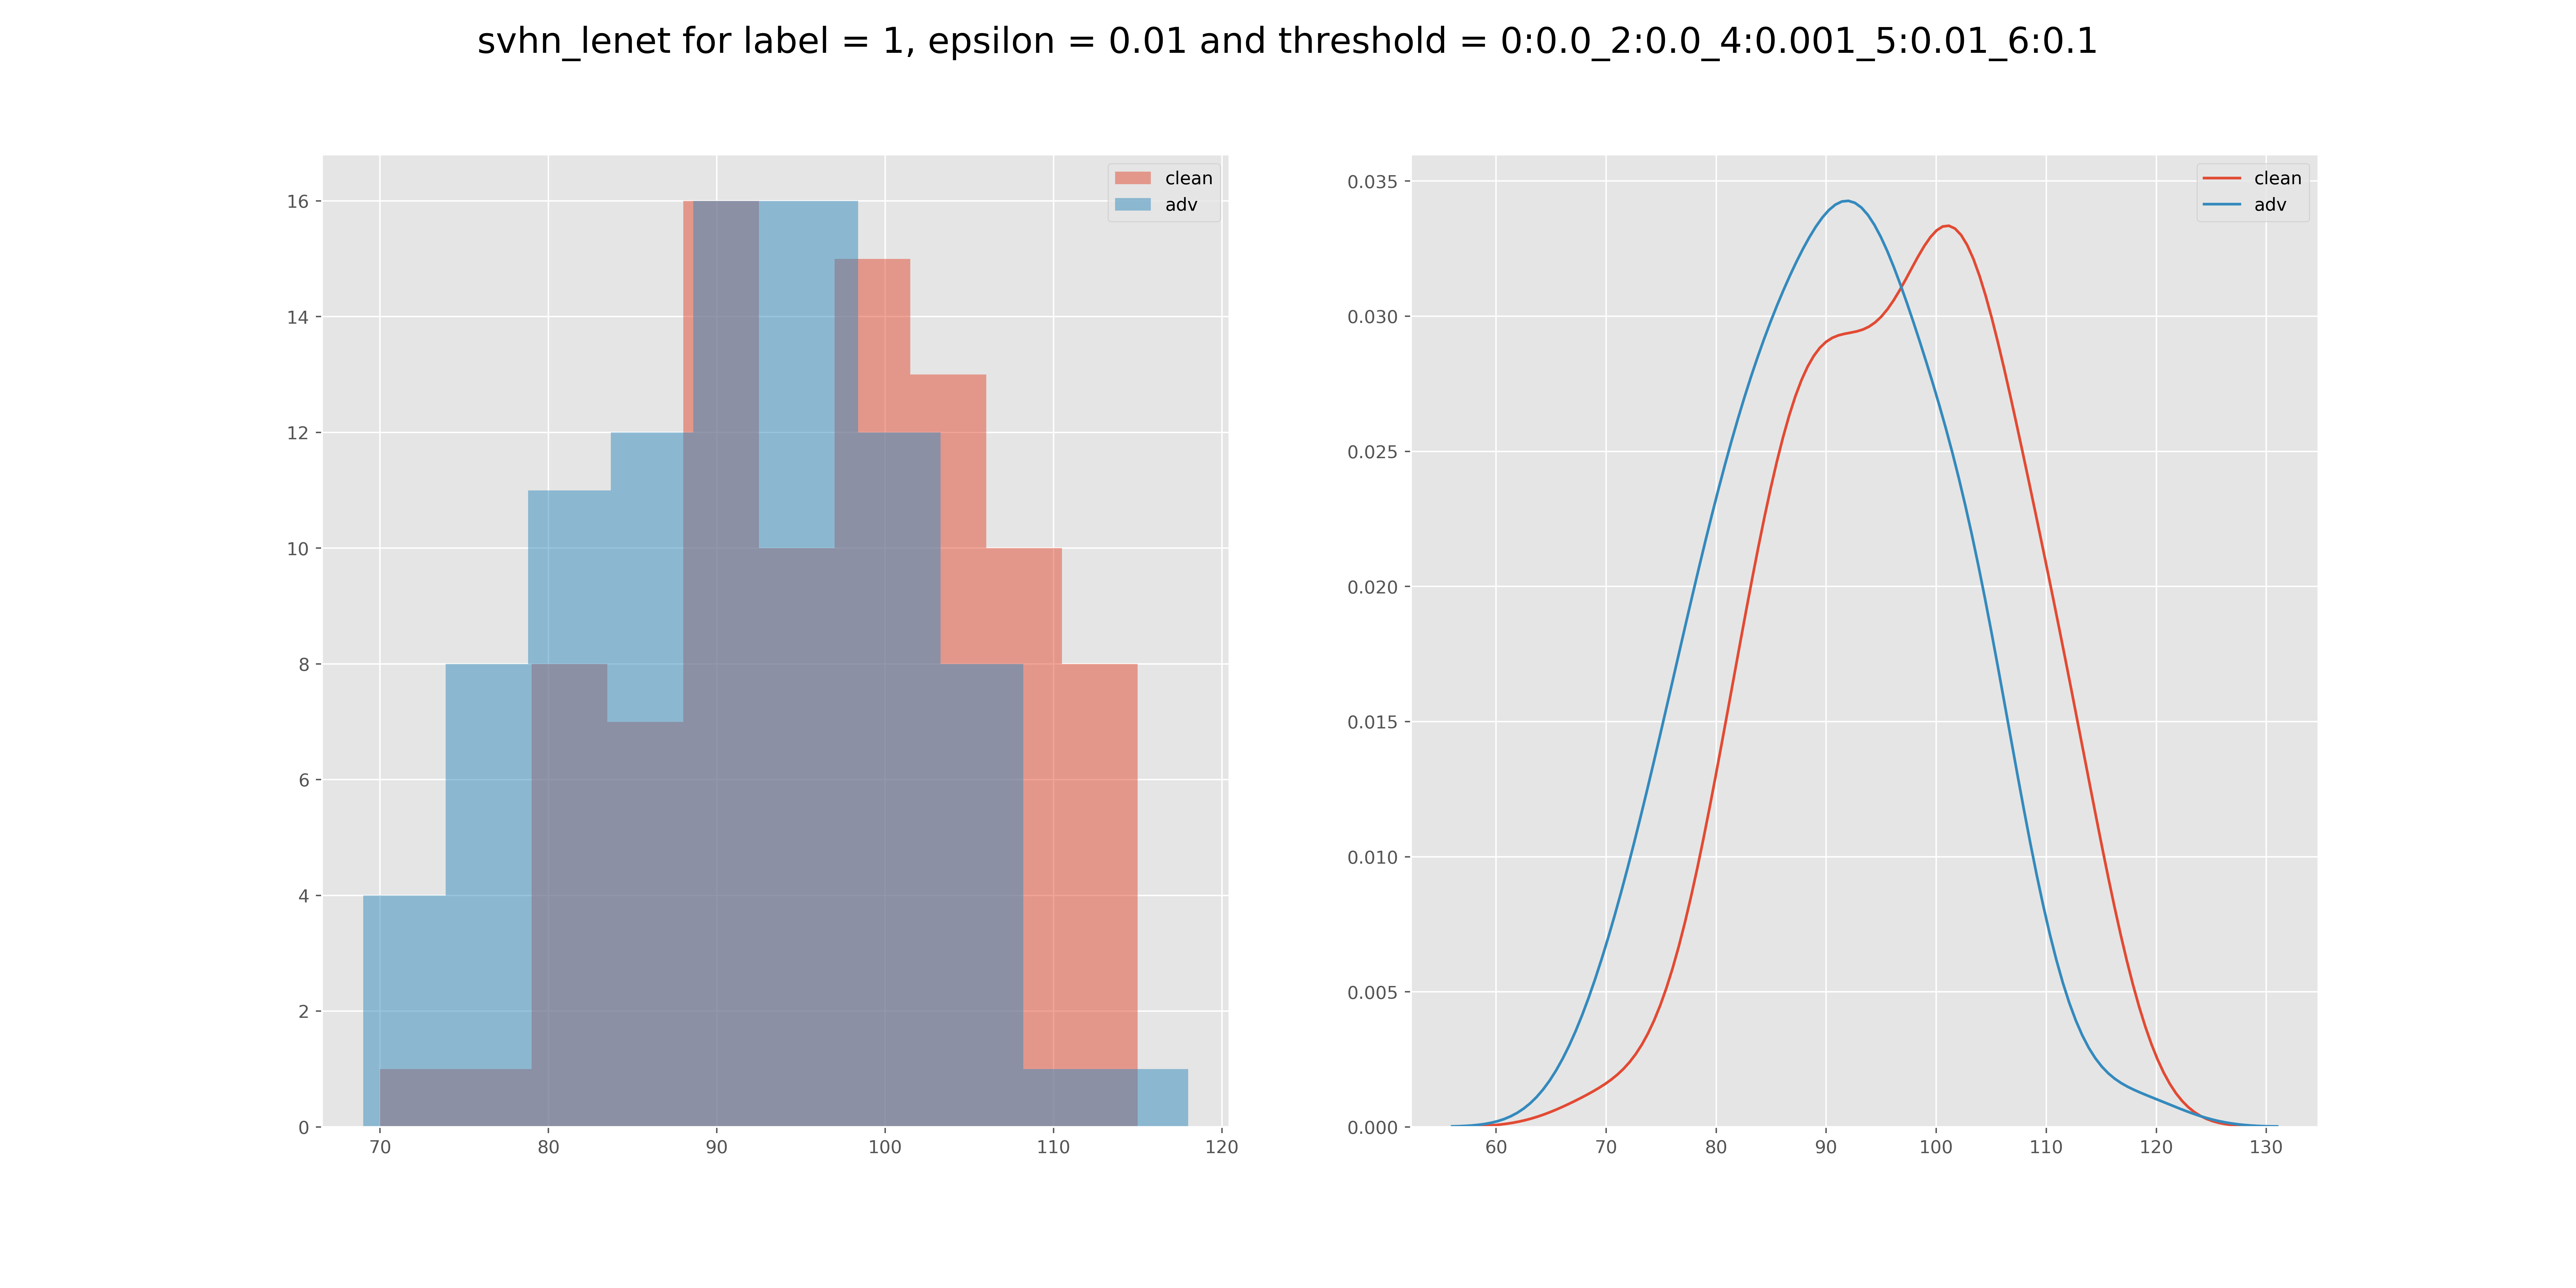 svhn_lenet for label = 1, epsilon = 0.01 and threshold = 0:0.0_2:0.0_4:0.001_5:0.01_6:0.1
clean
adv
16
14
12
10
8
6
4
2
0
70 80 90 100 110 120
clean
adv
0.035
0.030
0.025
0.020
0.015
0.010
0.005
0.000
60 70 80 90 100 110 120 130